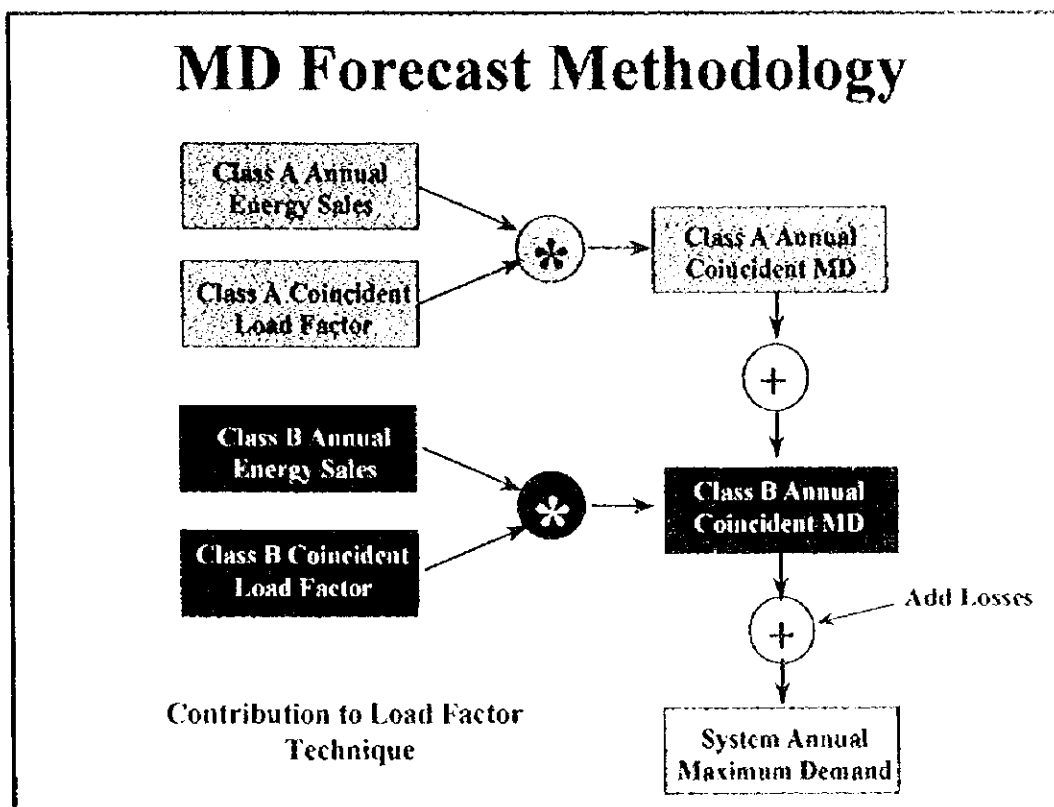 MD Forecast Methodology
Class A Annual
Energy Sales
Class A Coincident
Load Factor
*
Class A Annual
Coincident MD
+
Class B Annual
Energy Sales
Class B Coincident
Load Factor
*
Class B Annual
Coincident MD
Add Losses
+
Contribution to Load Factor
Technique
System Annual
Maximum Demand